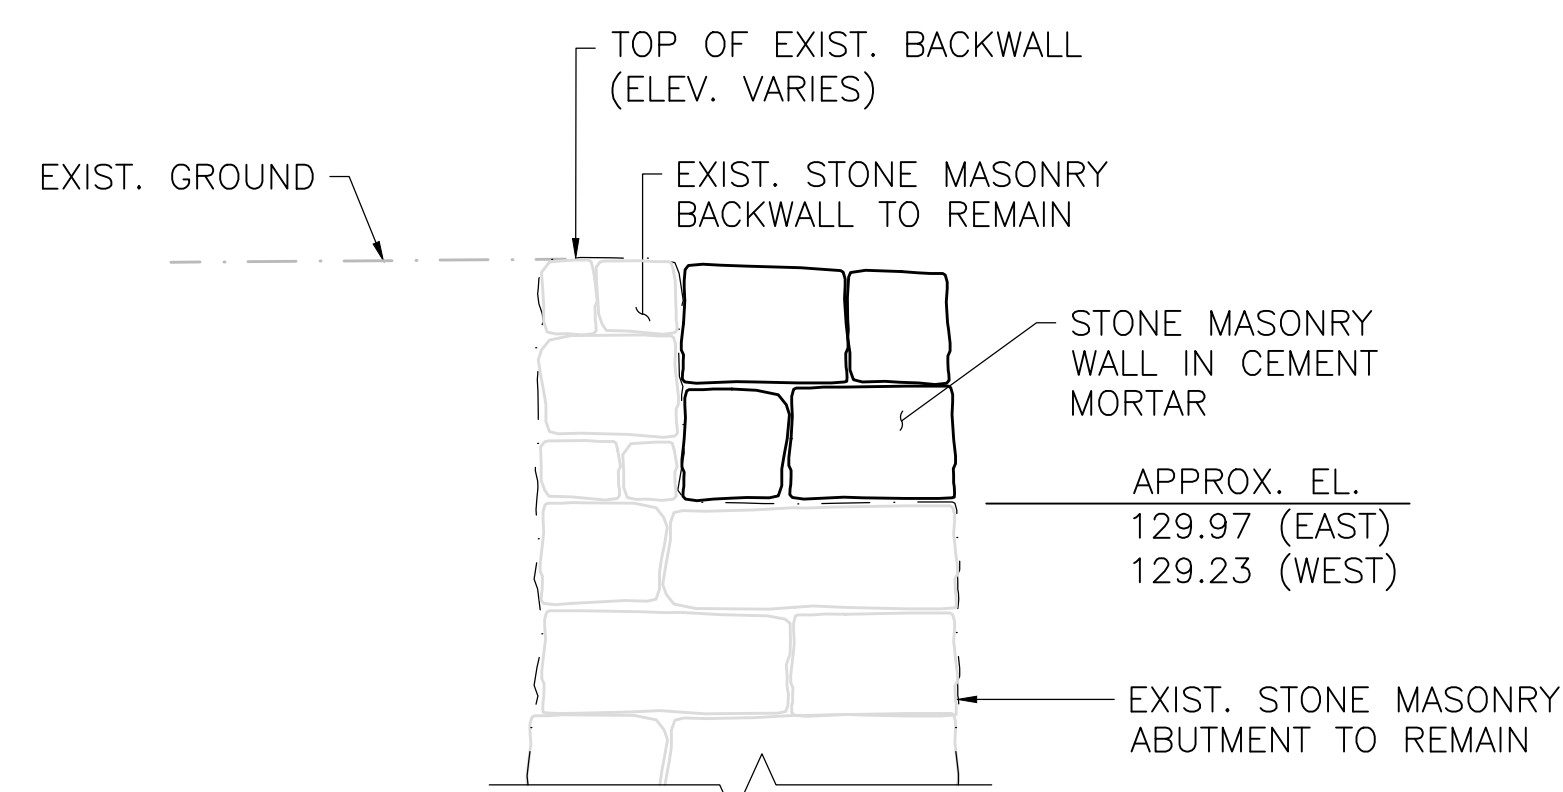 TOP OF EXIST. BACKWALL
(ELEV. VARIES)
EXIST. GROUND
EXIST. STONE MASONRY
BACKWALL TO REMAIN
STONE MASONRY
WALL IN CEMENT
MORTAR
APPROX. EL.
129.97 (EAST)
129.23 (WEST)
EXIST. STONE MASONRY
ABUTMENT TO REMAIN